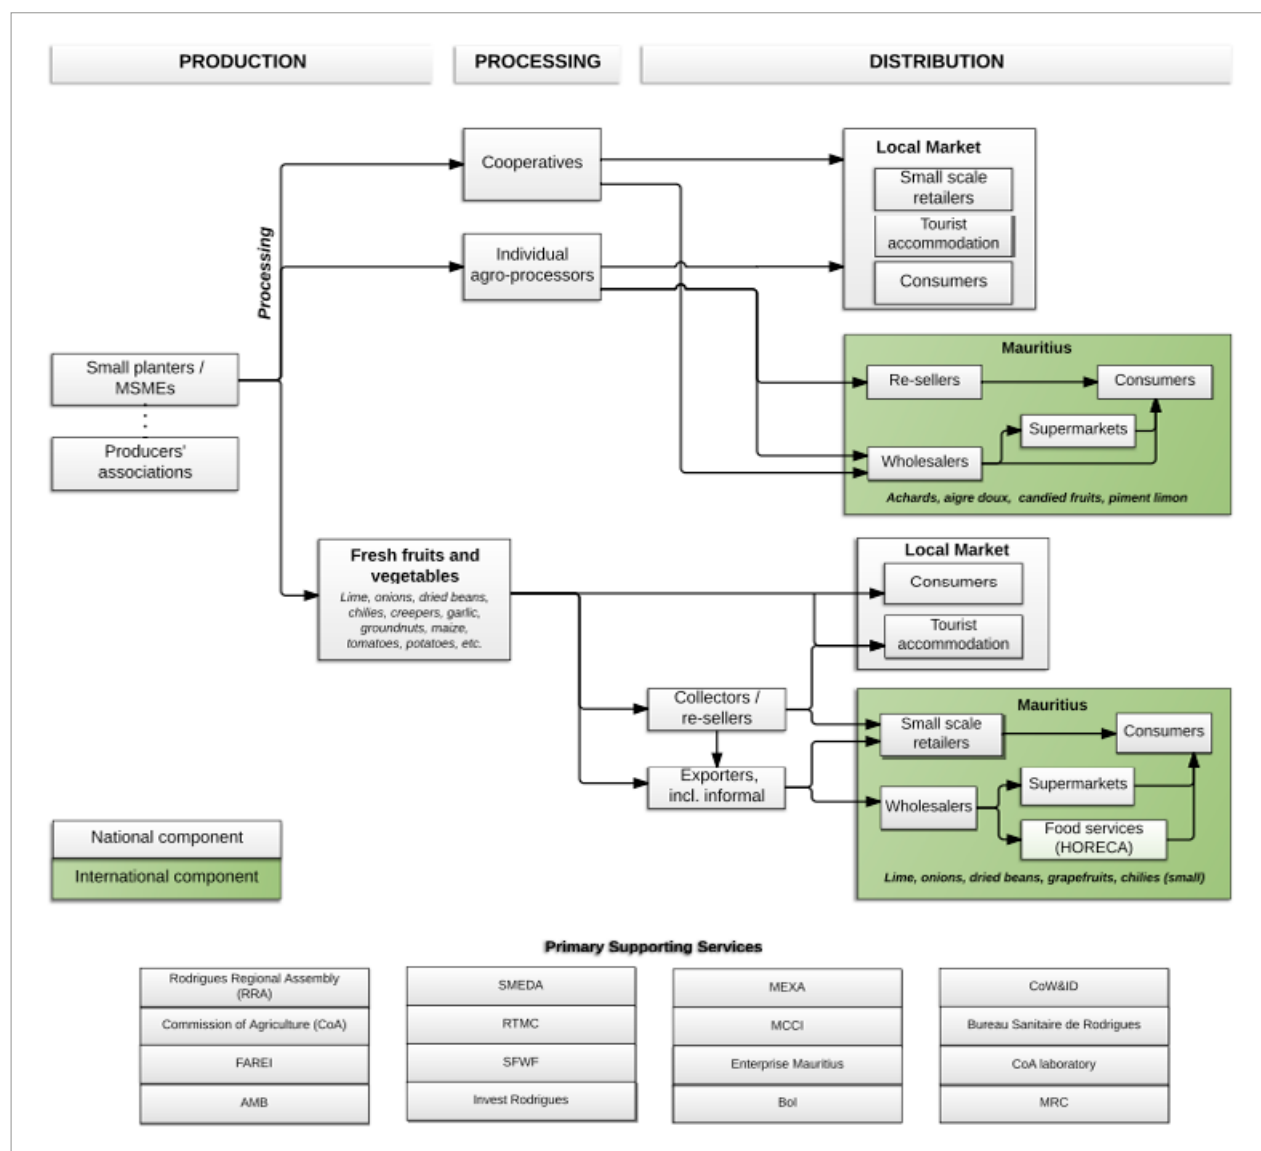 PRODUCTION
PROCESSING
DISTRIBUTION
Processing
Small planters /
MSMEs
Producers'
associations
Cooperatives
Individual
agro-processors
Local Market
Small scale
retailers
Tourist
accommodation
Consumers
Mauritius
Re-sellers
Consumers
Supermarkets
Wholesalers
Achards, aigre doux, candied fruits, piment limon
Fresh fruits and
vegetables
Lime, onions, dried beans,
chilies, creepers, garlic,
groundnuts, maize,
tomatoes, potatoes, etc.
Local Market
Consumers
Tourist
accommodation
Collectors /
re-sellers
Exporters,
incl. informal
Mauritius
Small scale
retailers
Consumers
Supermarkets
Wholesalers
Food services
(HORECA)
Lime, onions, dried beans, grapefruits, chilies (small)
National component
International component
Primary Supporting Services
Rodrigues Regional Assembly
(RRA)
Commission of Agriculture (CoA)
FAREI
AMB
SMEDA
RTMC
SFWF
Invest Rodrigues
MEXA
MCCI
Enterprise Mauritius
BoI
CoW&ID
Bureau Sanitaire de Rodrigues
CoA laboratory
MRC